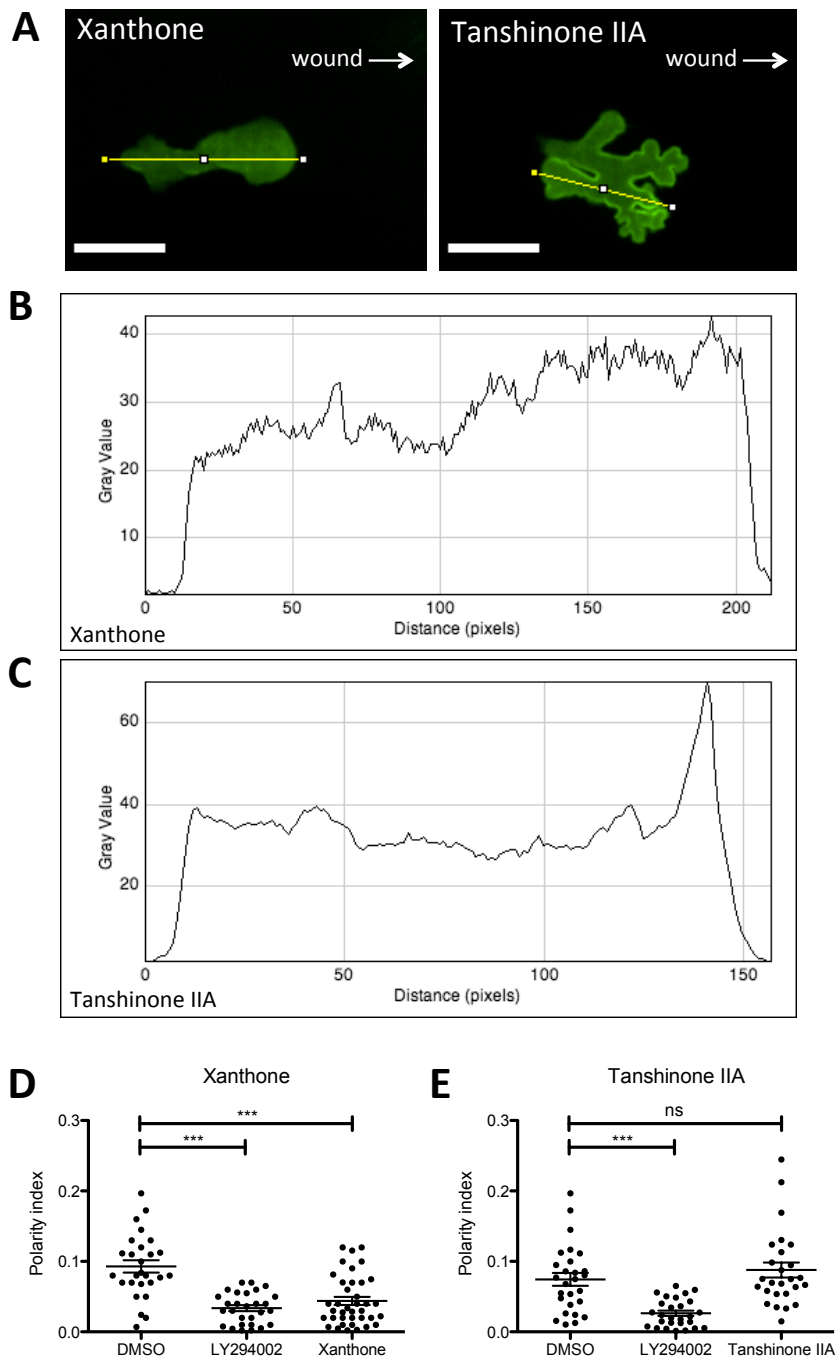 A
Xanthone
wound →
Tanshinone IIA
wound →
B
40
30
20
10
Gray Value
0 50 100 150 200
Distance (pixels)
Xanthone
C
60
40
20
Gray Value
0 50 100 150
Distance (pixels)
Tanshinone IIA
D
Xanthone
***
***
0.3
0.2
0.1
0.0
Polarity index
DMSO LY294002 Xanthone
E
Tanshinone IIA
ns
***
0.3
0.2
0.1
0.0
Polarity index
DMSO LY294002 Tanshinone IIA